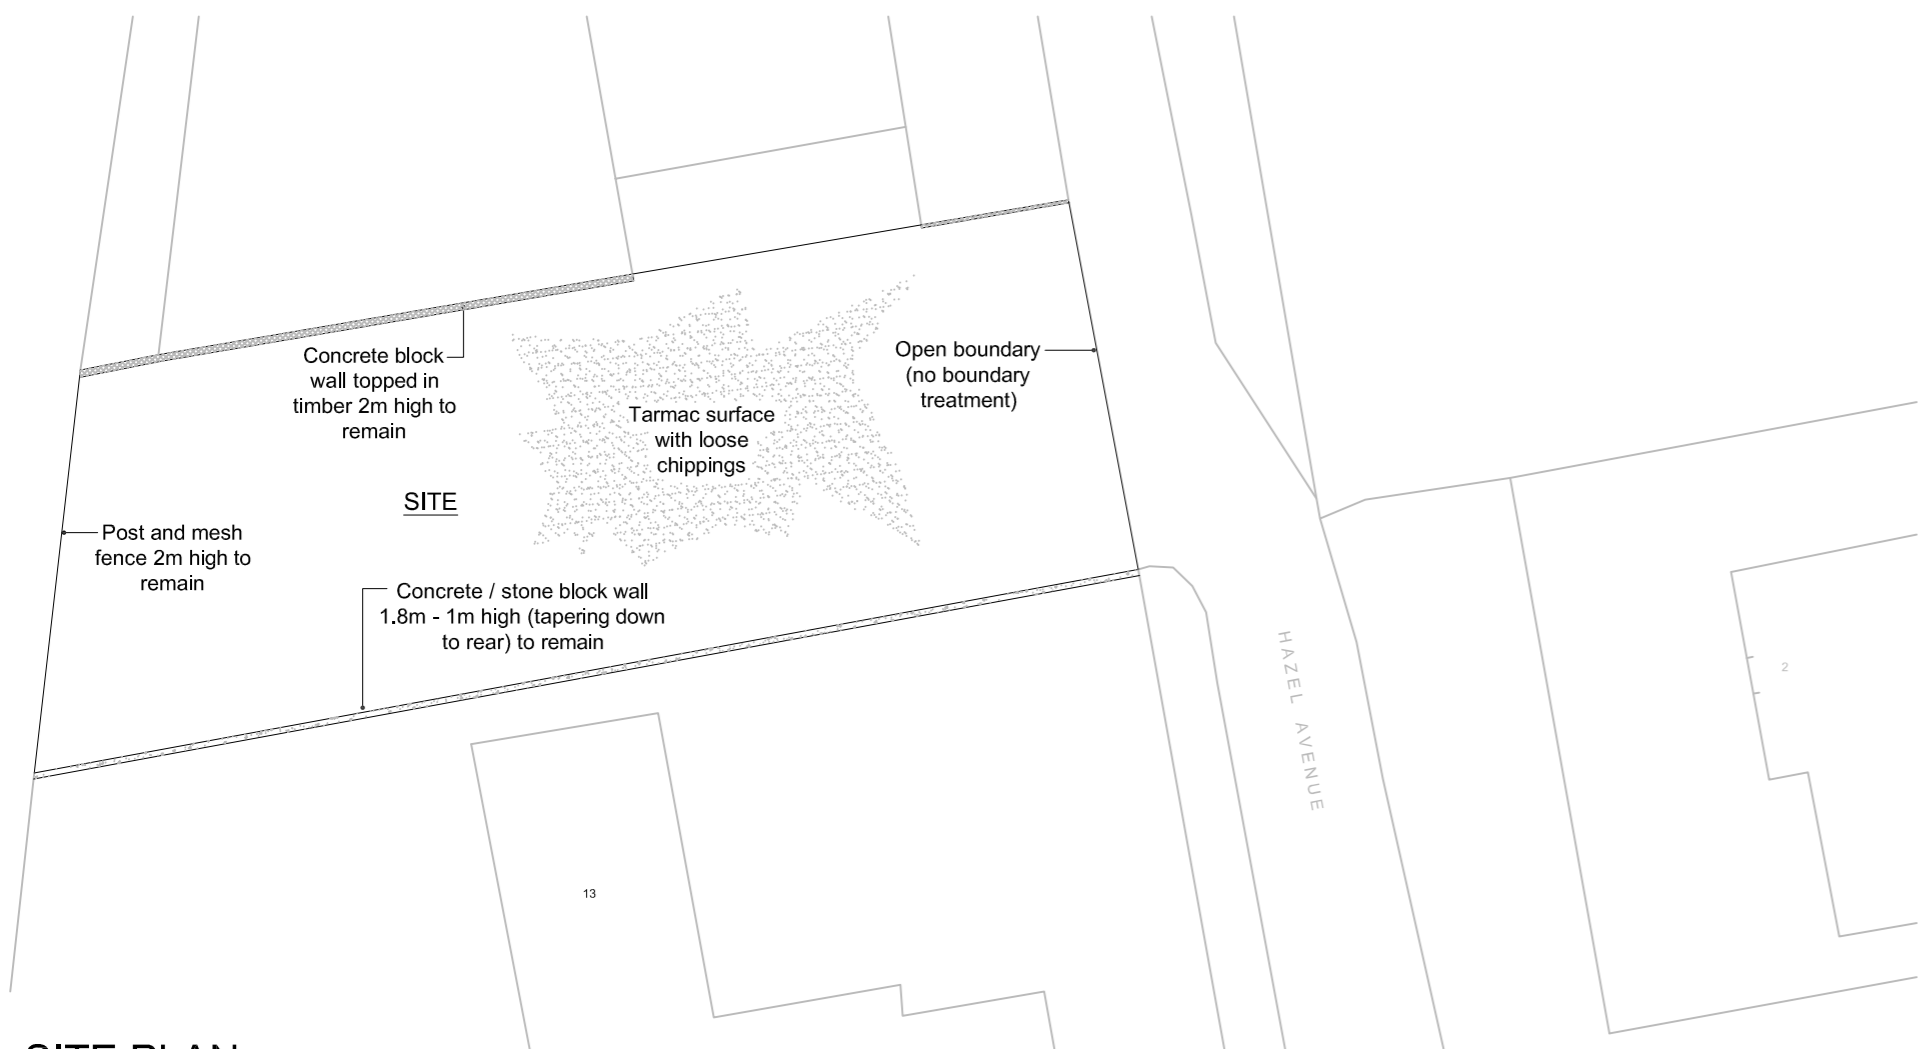 Concrete block
wall topped in
timber 2m high to
remain
Open boundary
(no boundary
treatment)
Tarmac surface
with loose
chippings
SITE
Post and mesh
fence 2m high to
remain
Concrete / stone block wall
1.8m - 1m high (tapering down
to rear) to remain
HAZEL AVENUE
2
13
SITE PLAN